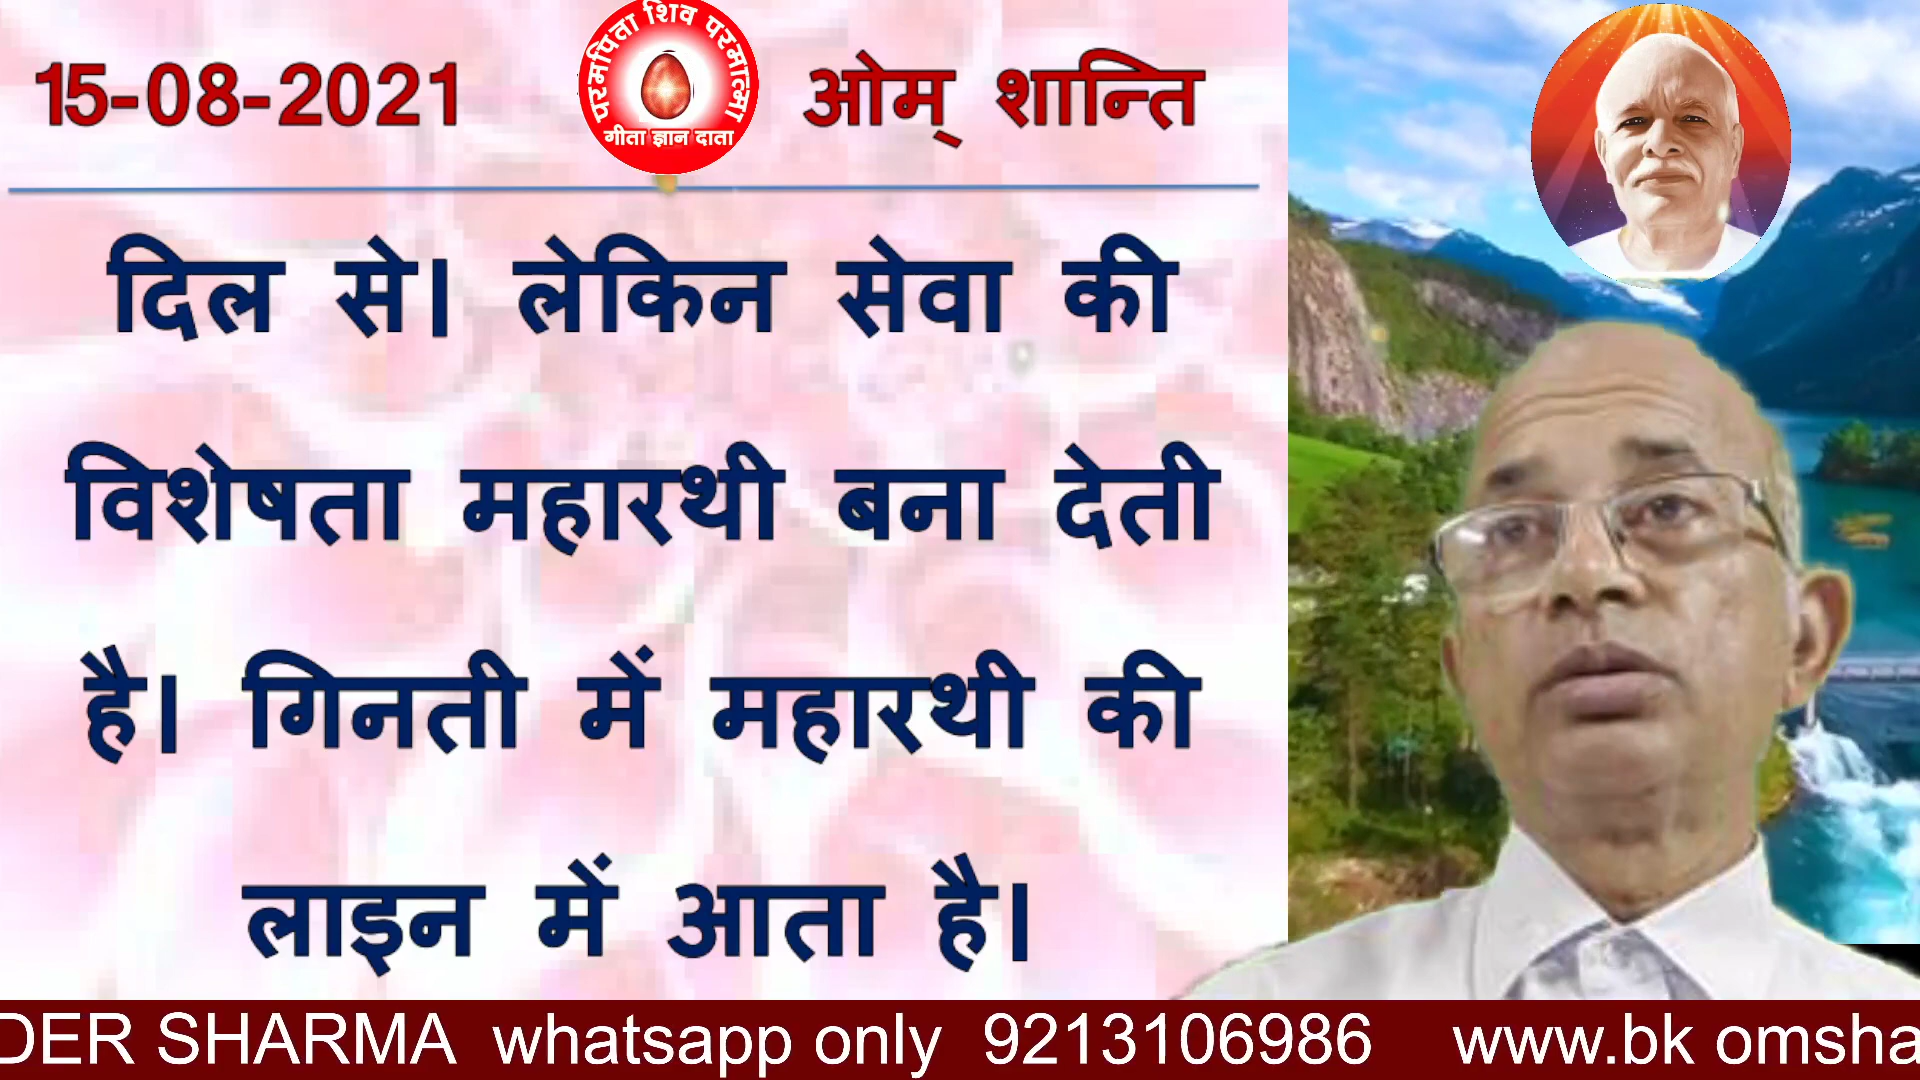 15-08-2021
परमपिता शिव परमात्मा
गीता ज्ञान दाता
ओम् शान्ति
दिल से। लेकिन सेवा की
विशेषता महारथी बना देती
है। गिनती में महारथी की
लाइन में आता है।
DER SHARMA whatsapp only 9213106986 www.bk omsha